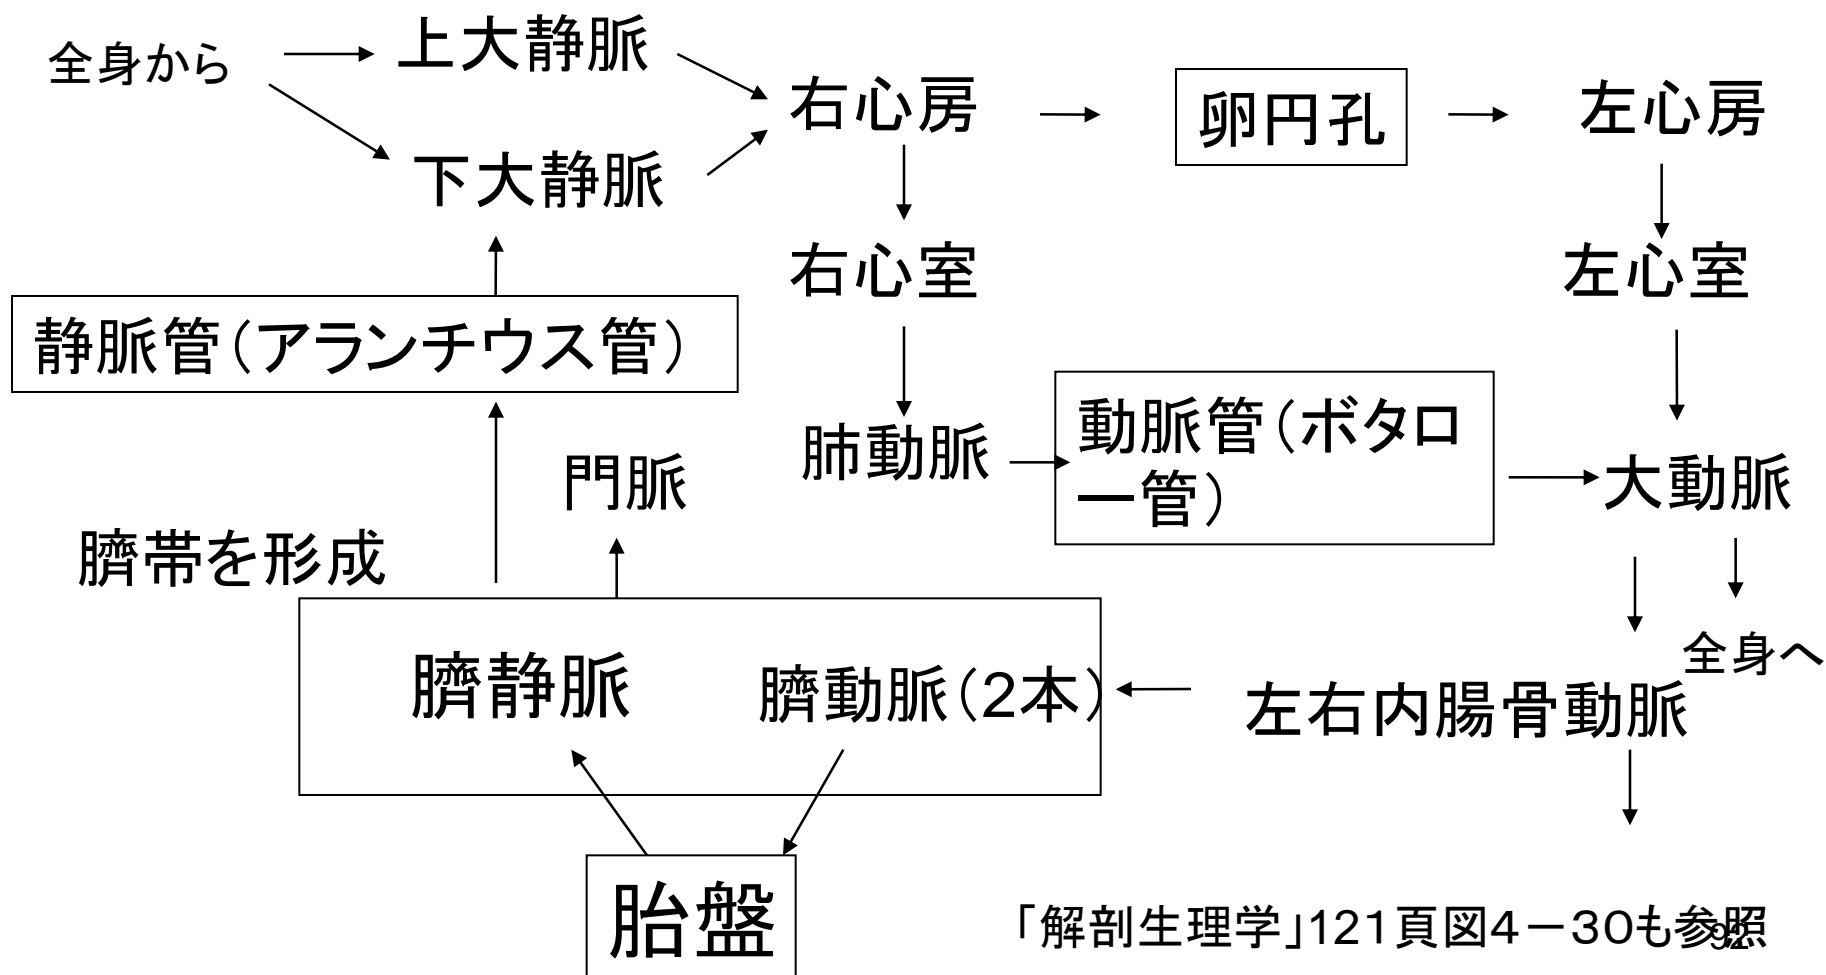 全身から
上大静脈
下大静脈
右心房
卵円孔
左心房
右心室
左心室
静脈管（アランチウス管）
肺動脈
動脈管（ボタロ
ー管）
大動脈
門脈
臍帯を形成
全身へ
臍静脈
臍動脈（2本）
左右内腸骨動脈
胎盤
「解剖生理学」121頁図4－30も参照
92